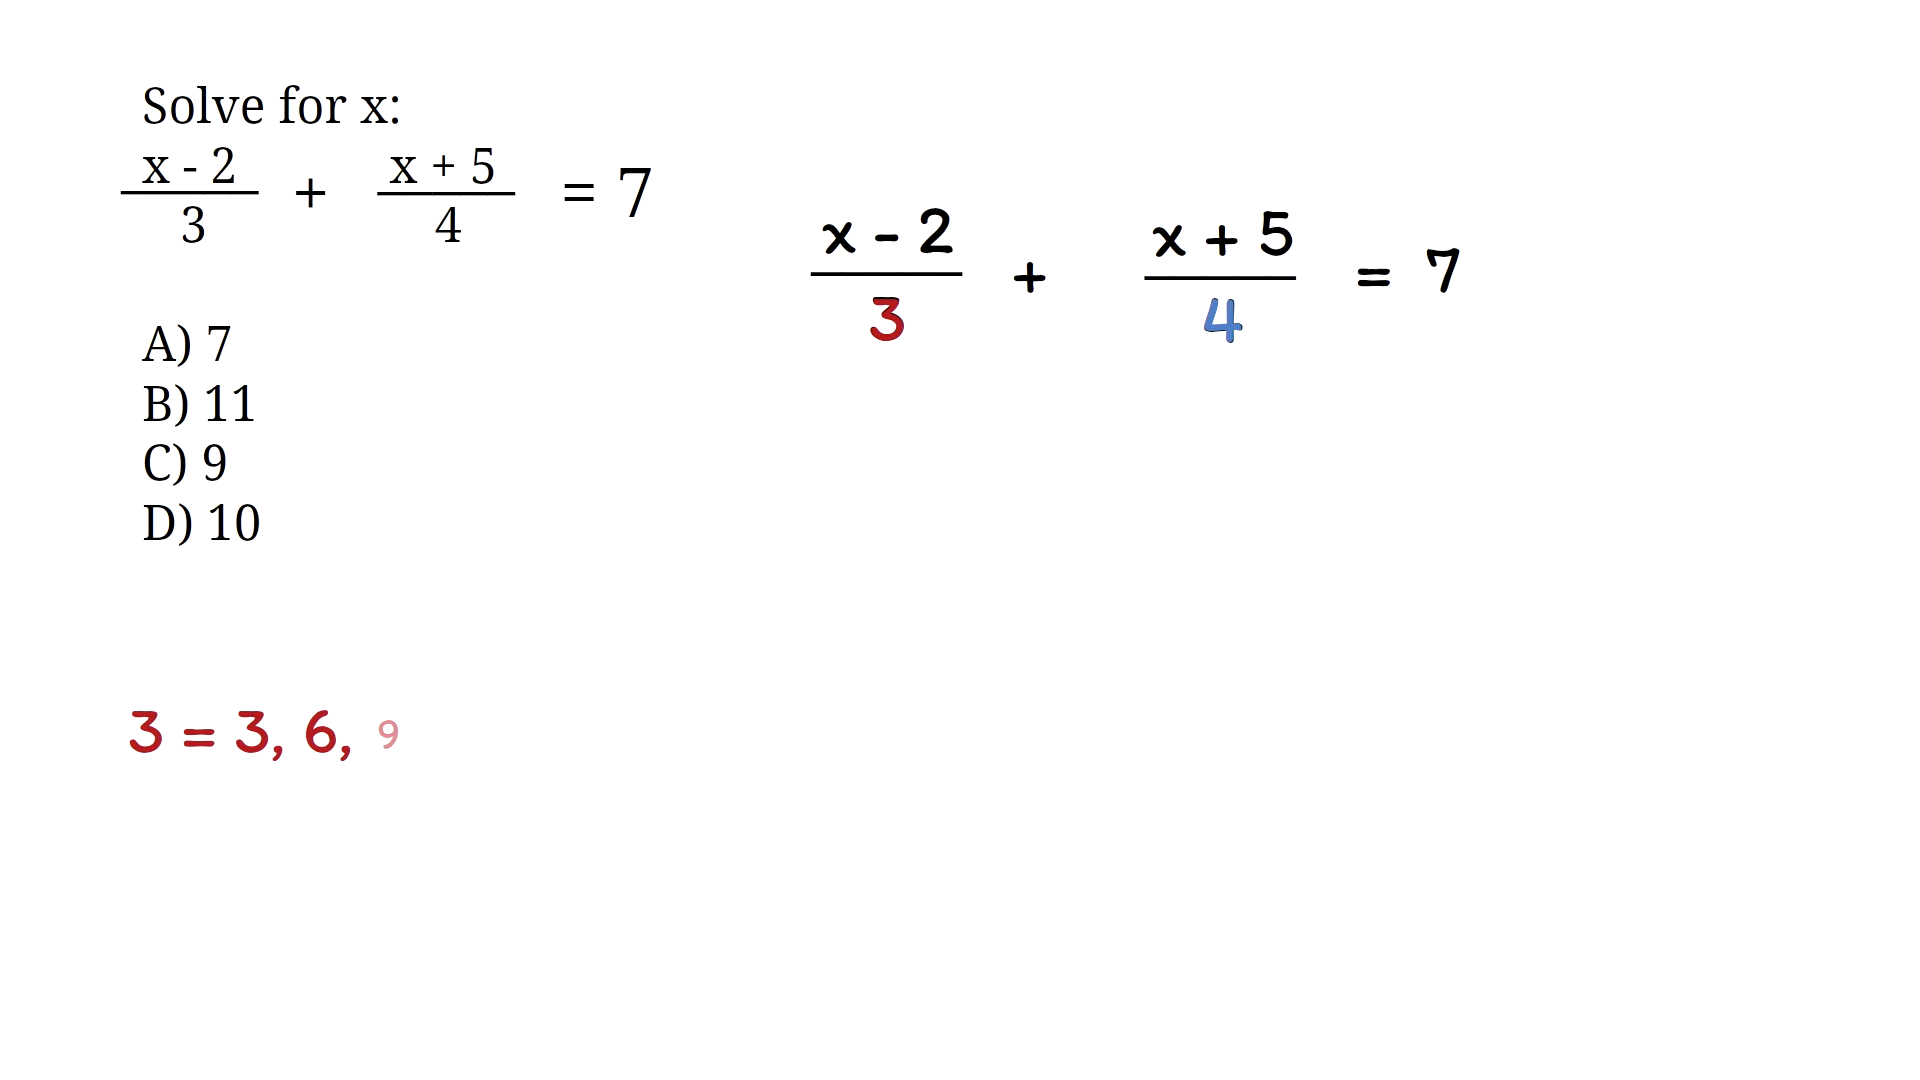 Solve for x:
x - 2 / 3 + x + 5 / 4 = 7
A) 7
B) 11
C) 9
D) 10
x - 2 / 3 + x + 5 / 4 = 7
3 = 3, 6, 9